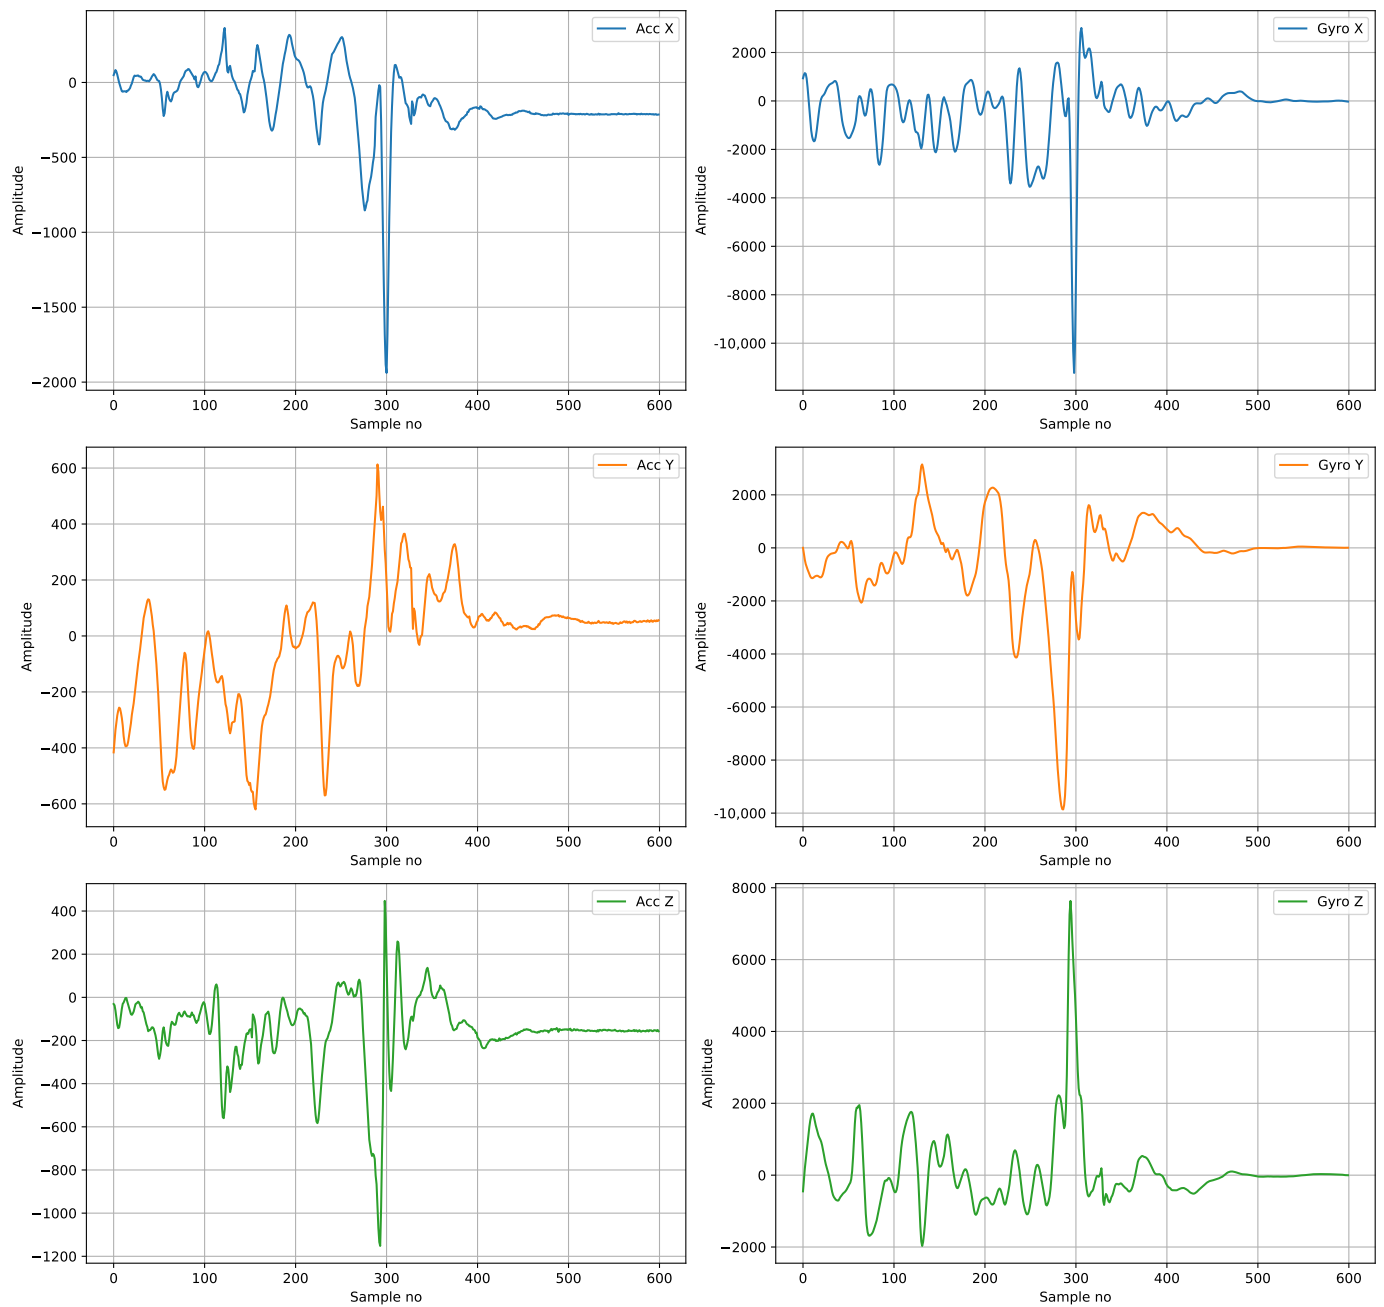 Acc X
0
−500
−1000
−1500
−2000
Amplitude
0 100 200 300 400 500 600
Sample no
Gyro X
2000
0
-2000
-4000
-6000
-8000
-10,000
Amplitude
0 100 200 300 400 500 600
Sample no
Acc Y
600
400
200
0
−200
−400
−600
Amplitude
0 100 200 300 400 500 600
Sample no
Gyro Y
2000
0
-2000
-4000
-6000
-8000
-10,000
Amplitude
0 100 200 300 400 500 600
Sample no
Acc Z
400
200
0
−200
−400
−600
−800
−1000
−1200
Amplitude
0 100 200 300 400 500 600
Sample no
Gyro Z
8000
6000
4000
2000
0
−2000
Amplitude
0 100 200 300 400 500 600
Sample no